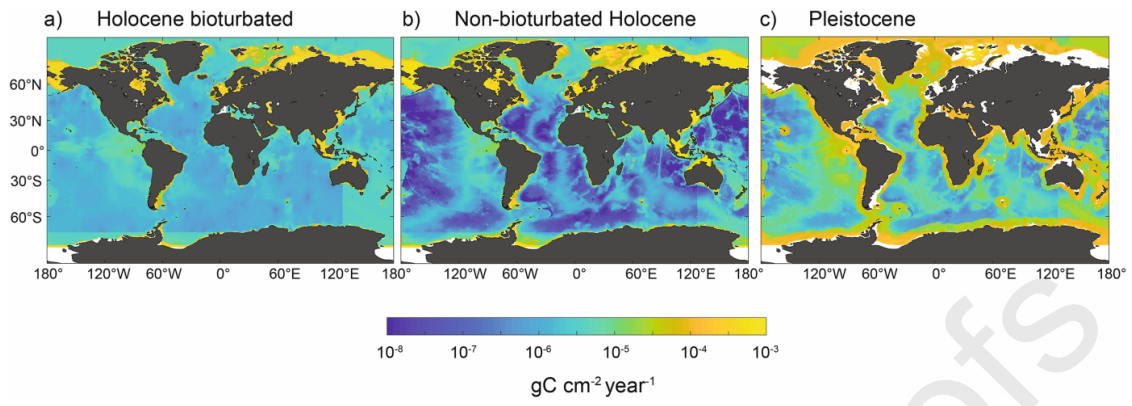 a) Holocene bioturbated b) Non-bioturbated Holocene c) Pleistocene
60°N
30°N
0°
30°S
60°S
180° 120°W 60°W 0° 60°E 120°E 180° 120°W 60°W 0° 60°E 120°E 180° 120°W 60°W 0° 60°E 120°E 180°
10⁻⁸ 10⁻⁷ 10⁻⁶ 10⁻⁵ 10⁻⁴ 10⁻³
gC cm⁻² year⁻¹
ofs